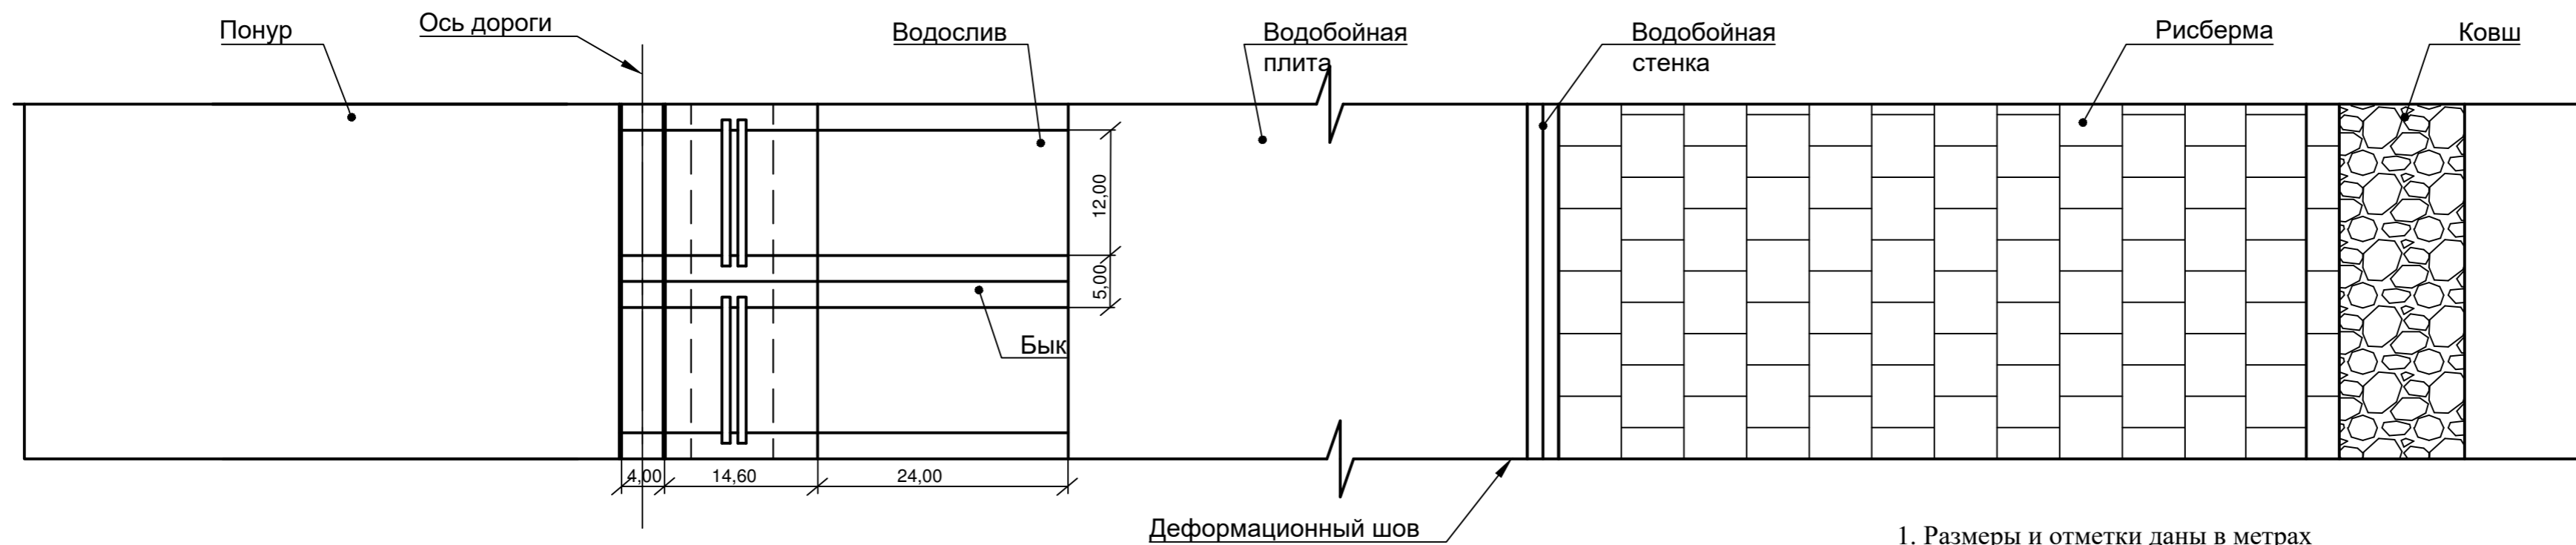 Понур
Ось дороги
Водослив
Водобойная
плита
Водобойная
стенка
Рисберма
Ковш
12,00
5,00
Бык
4,00
14,60
24,00
Деформационный шов
1. Размеры и отметки даны в метрах